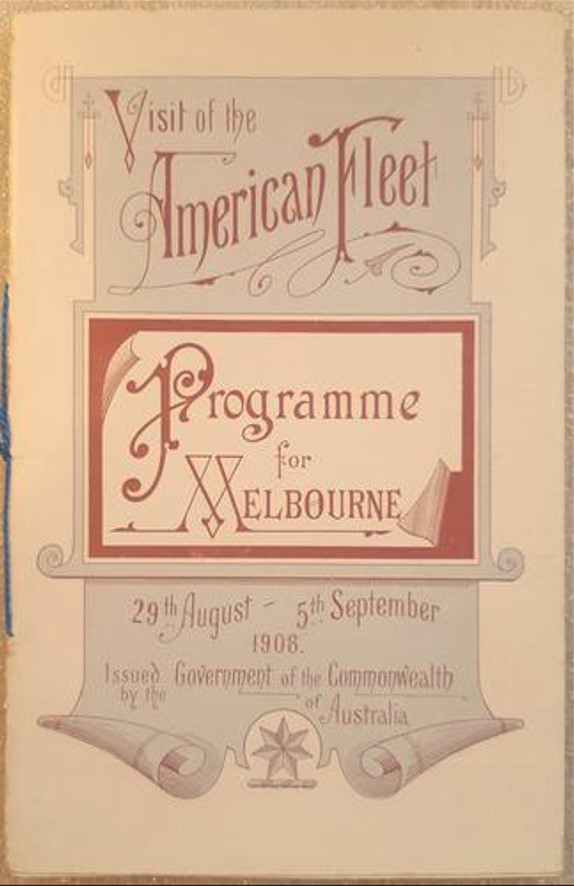 Visit of the
American Fleet
Programme
for
MELBOURNE
29th August - 5th September
1908.
Issued by the Government of the Commonwealth
of Australia